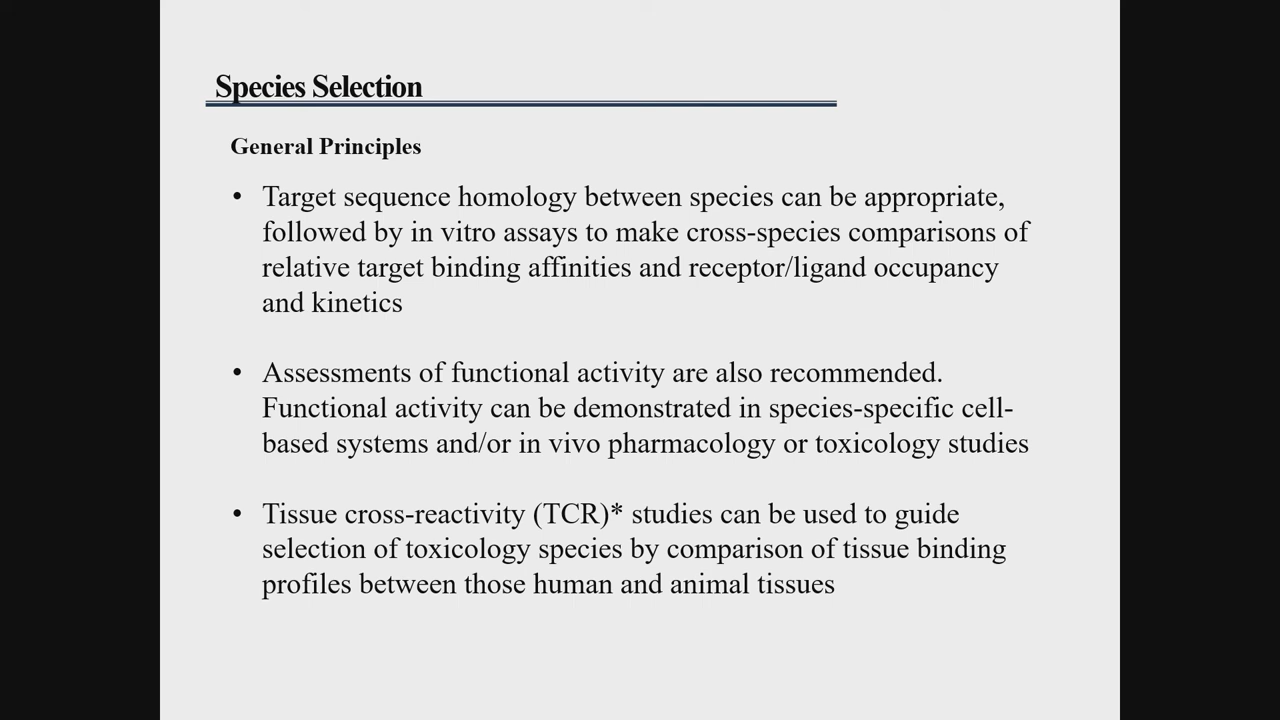 Species Selection
General Principles
• Target sequence homology between species can be appropriate,
followed by in vitro assays to make cross-species comparisons of
relative target binding affinities and receptor/ligand occupancy
and kinetics
• Assessments of functional activity are also recommended.
Functional activity can be demonstrated in species-specific cell-
based systems and/or in vivo pharmacology or toxicology studies
• Tissue cross-reactivity (TCR)* studies can be used to guide
selection of toxicology species by comparison of tissue binding
profiles between those human and animal tissues